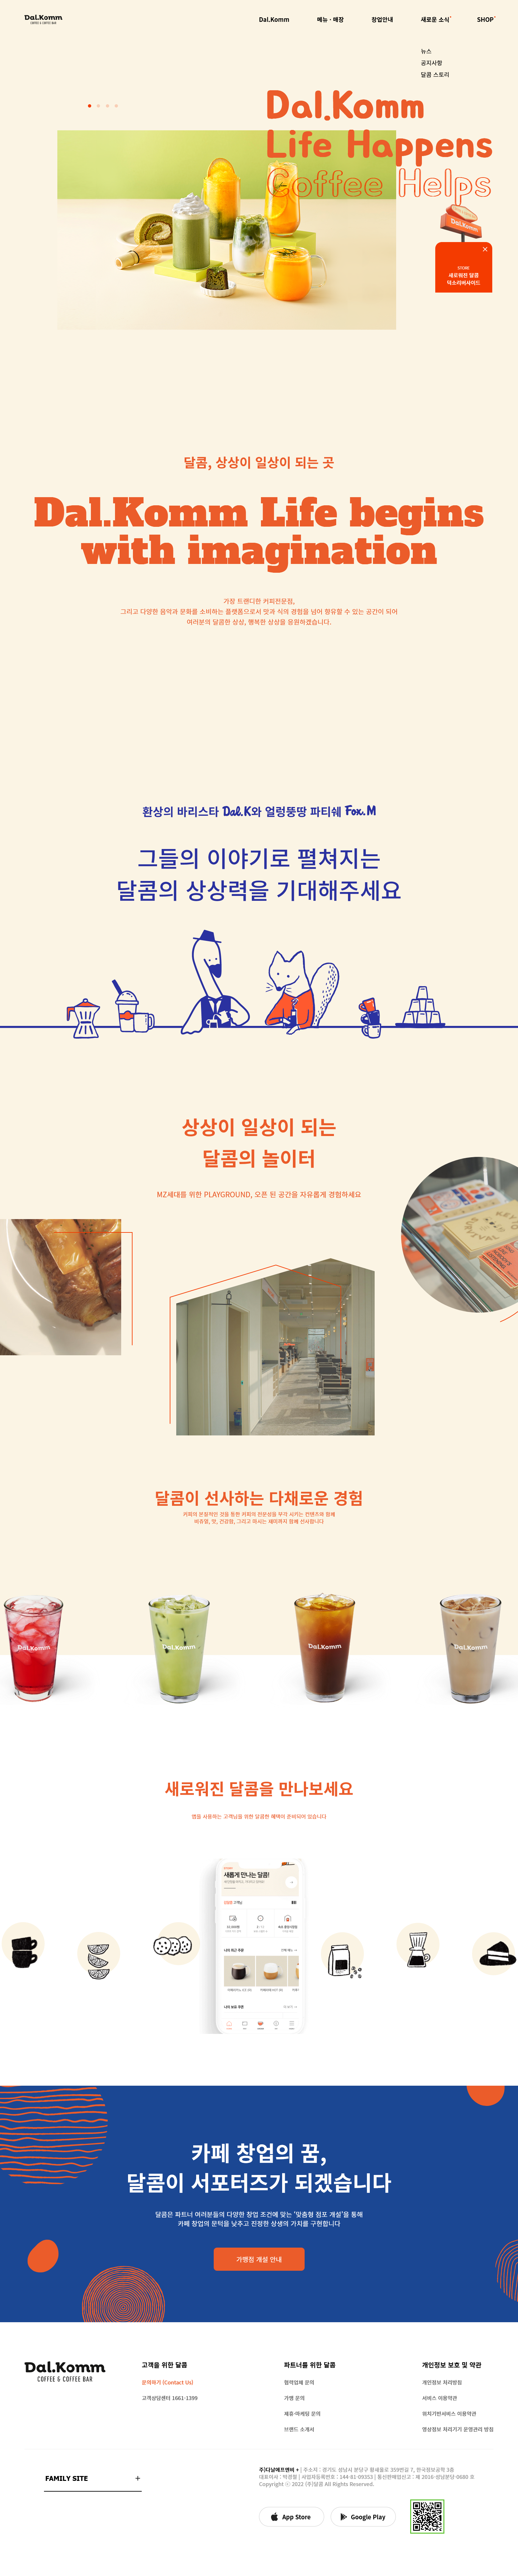 Dal.Komm
COFFEE & COFFEE BAR
Dal.Komm
메뉴 · 매장
창업안내
새로운 소식
SHOP
뉴스
공지사항
달콤 스토리
Dal.Komm
Life Happens
Coffee Helps
Dal.Komm
STORE
새로워진 달콤
덕소리버사이드
달콤, 상상이 일상이 되는 곳
Dal.Komm Life begins
with imagination
가장 트렌디한 커피전문점,
그리고 다양한 음악과 문화를 소비하는 플랫폼으로서 맛과 식의 경험을 넘어 향유할 수 있는 공간이 되어
여러분의 달콤한 상상, 행복한 상상을 응원하겠습니다.
환상의 바리스타 Dal.K와 얼렁뚱땅 파티쉐 Fox.M
그들의 이야기로 펼쳐지는
달콤의 상상력을 기대해주세요
상상이 일상이 되는
달콤의 놀이터
MZ세대를 위한 PLAYGROUND, 오픈 된 공간을 자유롭게 경험하세요
달콤이 선사하는 다채로운 경험
커피의 본질적인 것을 통한 커피의 전문성을 부각 시키는 컨텐츠와 함께
비쥬얼, 맛, 건강함, 그리고 마시는 재미까지 함께 선사합니다
Dal.Komm
Dal.Komm
Dal.Komm
Dal.Komm
새로워진 달콤을 만나보세요
앱을 사용하는 고객님을 위한 달콤한 혜택이 준비되어 있습니다
새롭게 만나는 달콤!
카페 창업의 꿈,
달콤이 서포터즈가 되겠습니다
달콤은 파트너 여러분들의 다양한 창업 조건에 맞는 '맞춤형 점포 개설'을 통해
카페 창업의 문턱을 낮추고 진정한 상생의 가치를 구현합니다
가맹점 개설 안내
Dal.Komm
COFFEE & COFFEE BAR
고객을 위한 달콤
문의하기 (Contact Us)
고객상담센터 1661-1399
파트너를 위한 달콤
협력업체 문의
가맹 문의
제휴·마케팅 문의
브랜드 소개서
개인정보 보호 및 약관
개인정보 처리방침
서비스 이용약관
위치기반서비스 이용약관
영상정보 처리기기 운영관리 방침
FAMILY SITE +
주)다날에프엔비 + | 주소지 : 경기도 성남시 분당구 황새울로 359번길 7, 한국정보공학 3층
대표이사 : 박경철 | 사업자등록번호 : 144-81-09353 | 통신판매업신고 : 제 2016-성남분당-0680 호
Copyright ⓒ 2022 (주)달콤 All Rights Reserved.
App Store
Google Play